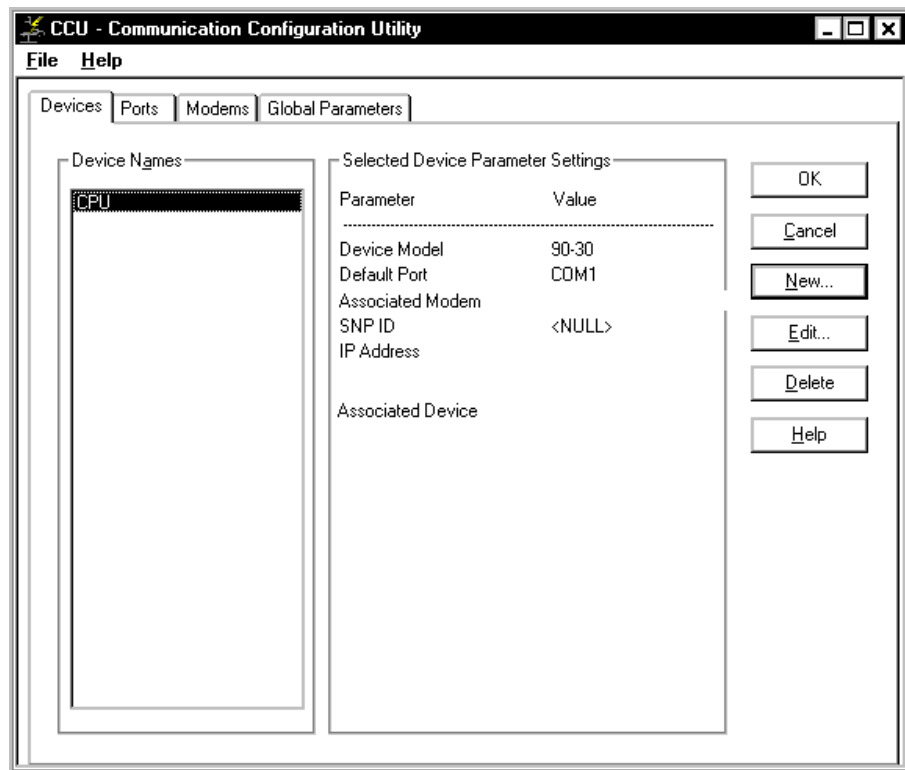 CCU - Communication Configuration Utility
File Help
Devices Ports Modems Global Parameters
Device Names
CPU
Selected Device Parameter Settings
Parameter Value
Device Model 90-30
Default Port COM1
Associated Modem
SNP ID <NULL>
IP Address
Associated Device
OK
Cancel
New...
Edit...
Delete
Help